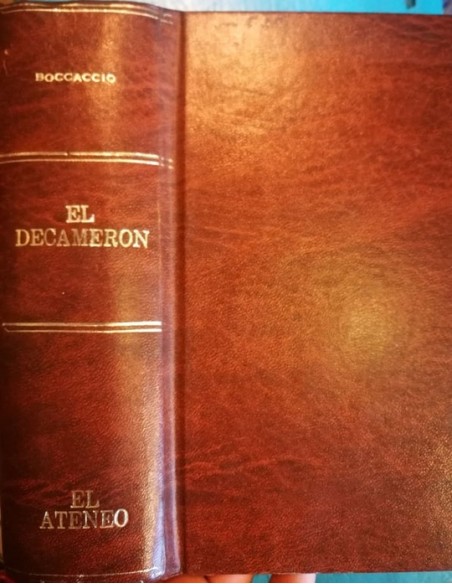 BOCCACCIO
EL
DECAMERON
EL
ATENEO